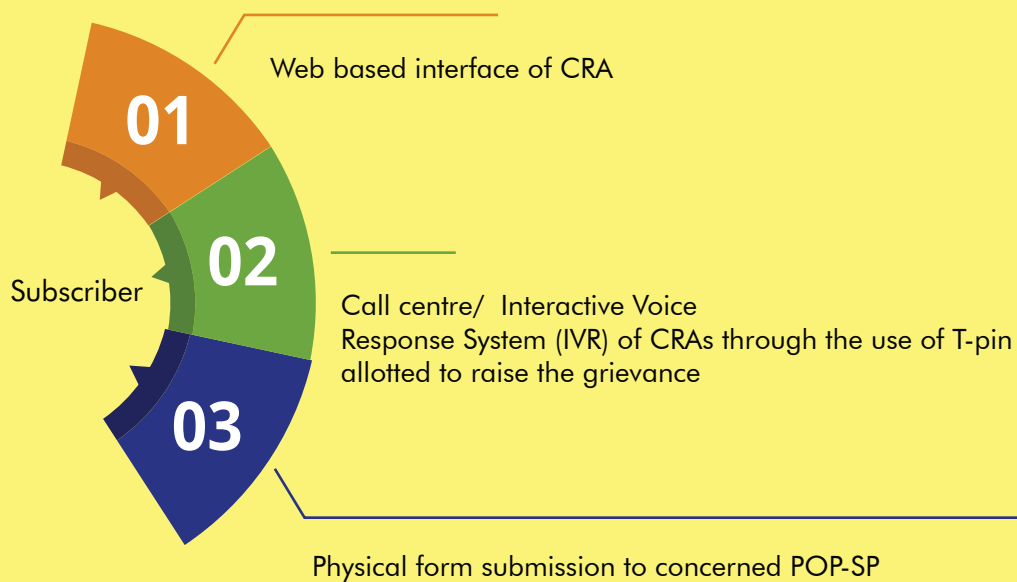 01
Web based interface of CRA
02
Subscriber
Call centre/ Interactive Voice
Response System (IVR) of CRAs through the use of T-pin
allotted to raise the grievance
03
Physical form submission to concerned POP-SP